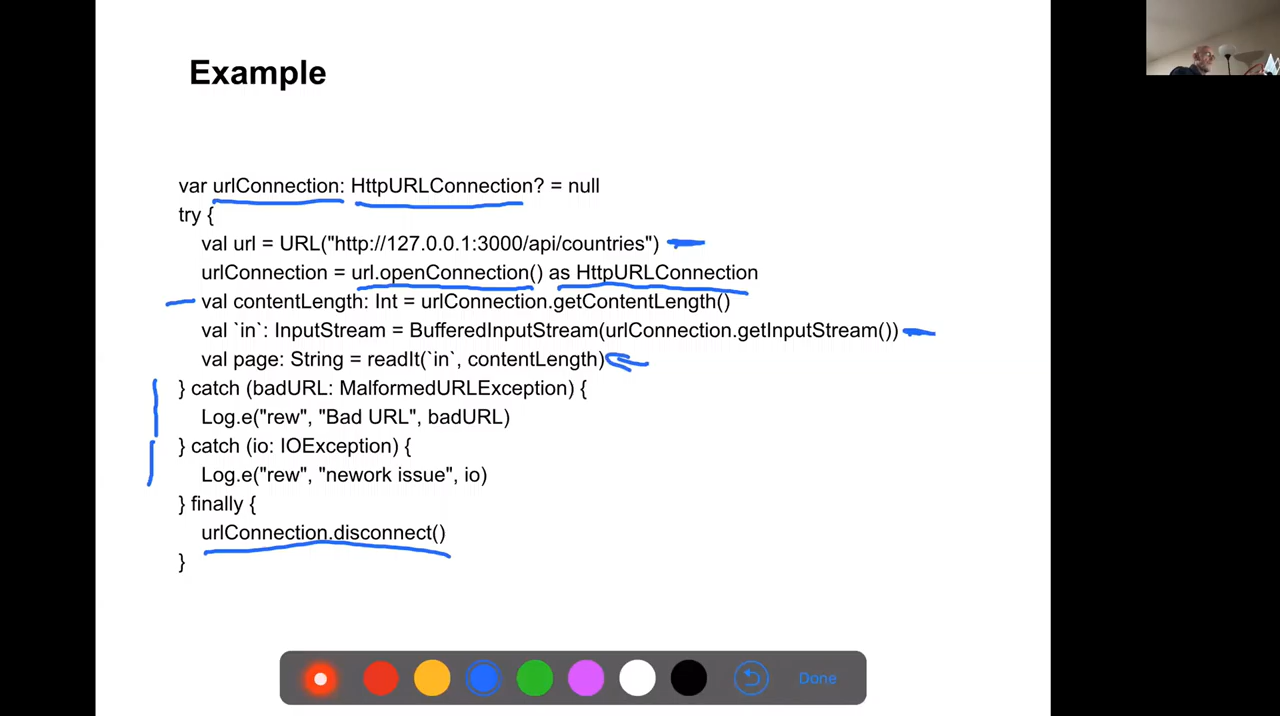 Example
var urlConnection: HttpURLConnection? = null
try {
val url = URL("http://127.0.0.1:3000/api/countries")
urlConnection = url.openConnection() as HttpURLConnection
val contentLength: Int = urlConnection.getContentLength()
val `in`: InputStream = BufferedInputStream(urlConnection.getInputStream())
val page: String = readIt(`in`, contentLength)
} catch (badURL: MalformedURLException) {
Log.e("rew", "Bad URL", badURL)
} catch (io: IOException) {
Log.e("rew", "nework issue", io)
} finally {
urlConnection.disconnect()
}
Done